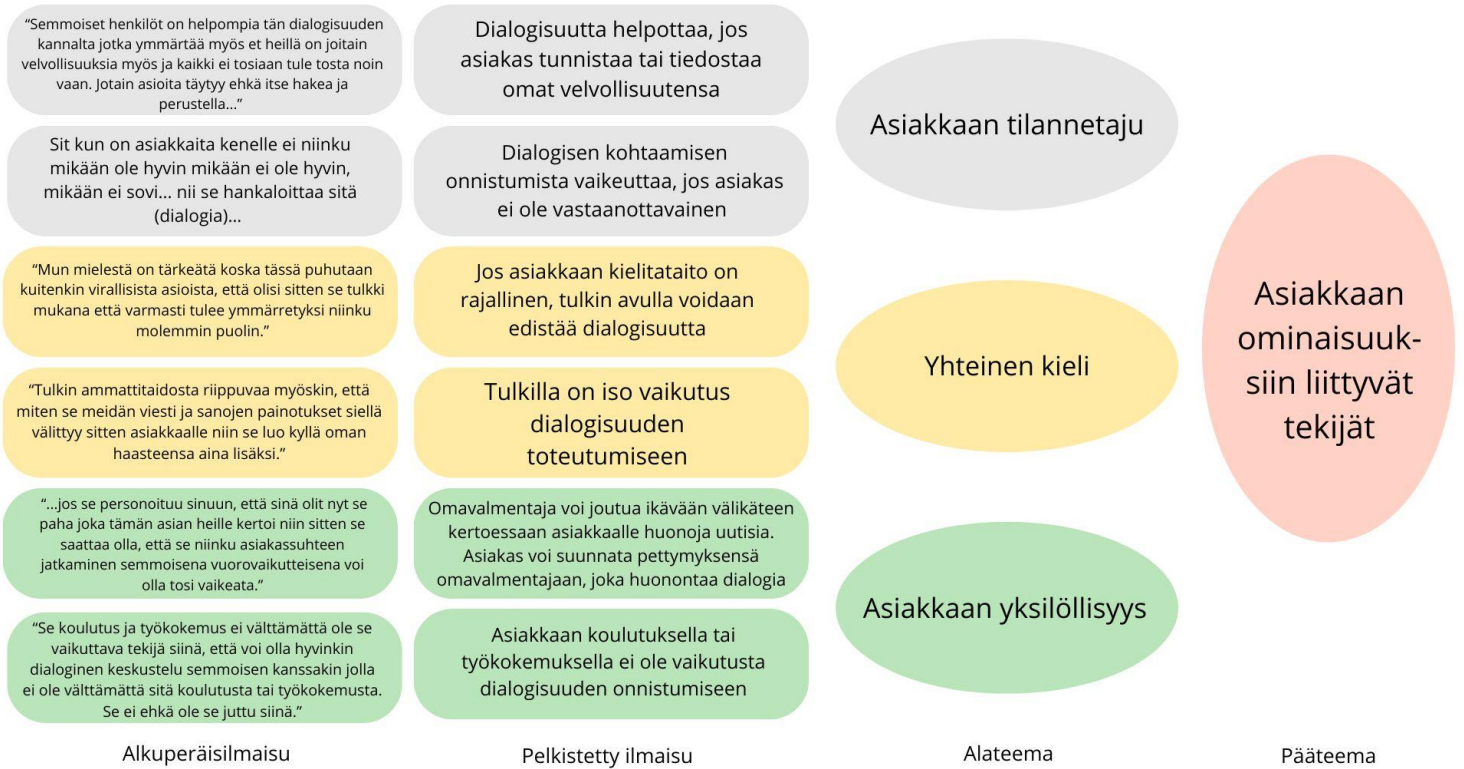 “Semmoiset henkilöt on helpompia tän dialogisuuden
kannalta jotka ymmärtää myös et heillä on joitain
velvollisuuksia myös ja kaikki ei tosiaan tule tosta noin
vaan. Jotain asioita täytyy ehkä itse hakea ja
perustella...”
Dialogisuutta helpottaa, jos
asiakas tunnistaa tai tiedostaa
omat velvollisuutensa
Sit kun on asiakkaita kenelle ei niinku
mikään ole hyvin mikään ei ole hyvin,
mikään ei sovi... nii se hankaloittaa sitä
(dialogia)...
Dialogisen kohtaamisen
onnistumista vaikeuttaa, jos asiakas
ei ole vastaanottavainen
Asiakkaan tilannetaju
“Mun mielestä on tärkeätä koska tässä puhutaan
kuitenkin virallisista asioista, että olisi sitten se tulkki
mukana että varmasti tulee ymmärretyksi niinku
molemmin puolin.”
Jos asiakkaan kielitaito on
rajallinen, tulkin avulla voidaan
edistää dialogisuutta
“Tulkin ammattitaidosta riippuvaa myöskin, että
miten se meidän viesti ja sanojen painotukset siellä
välittyy sitten asiakkaalle niin se luo kyllä oman
haasteensa aina lisäksi.”
Tulkilla on iso vaikutus
dialogisuuden
toteutumiseen
Yhteinen kieli
“...jos se personoituu sinuun, että sinä olit nyt se
paha joka tämän asian heille kertoi niin sitten se
saattaa olla, että se niinku asiakassuhteen
jatkaminen semmoisena vuorovaikutteisena voi
olla tosi vaikeata.”
Omavalmentaja voi joutua ikävään välikäteen
kertoessaan asiakkaalle huonoja uutisia.
Asiakas voi suunnata pettymyksensä
omavalmentajaan, joka huonontaa dialogia
“Se koulutus ja työkokemus ei välttämättä ole se
vaikuttava tekijä siinä, että voi olla hyvinkin
dialoginen keskustelu semmoisen kanssakin jolla
ei ole välttämättä sitä koulutusta tai työkokemusta.
Se ei ehkä ole se juttu siinä.”
Asiakkaan koulutuksella tai
työkokemuksella ei ole vaikutusta
dialogisuuden onnistumiseen
Asiakkaan yksilöllisyys
Asiakkaan
ominaisuuk-
siin liittyvät
tekijät
Alkuperäisilmaisu
Pelkistetty ilmaisu
Alateema
Pääteema